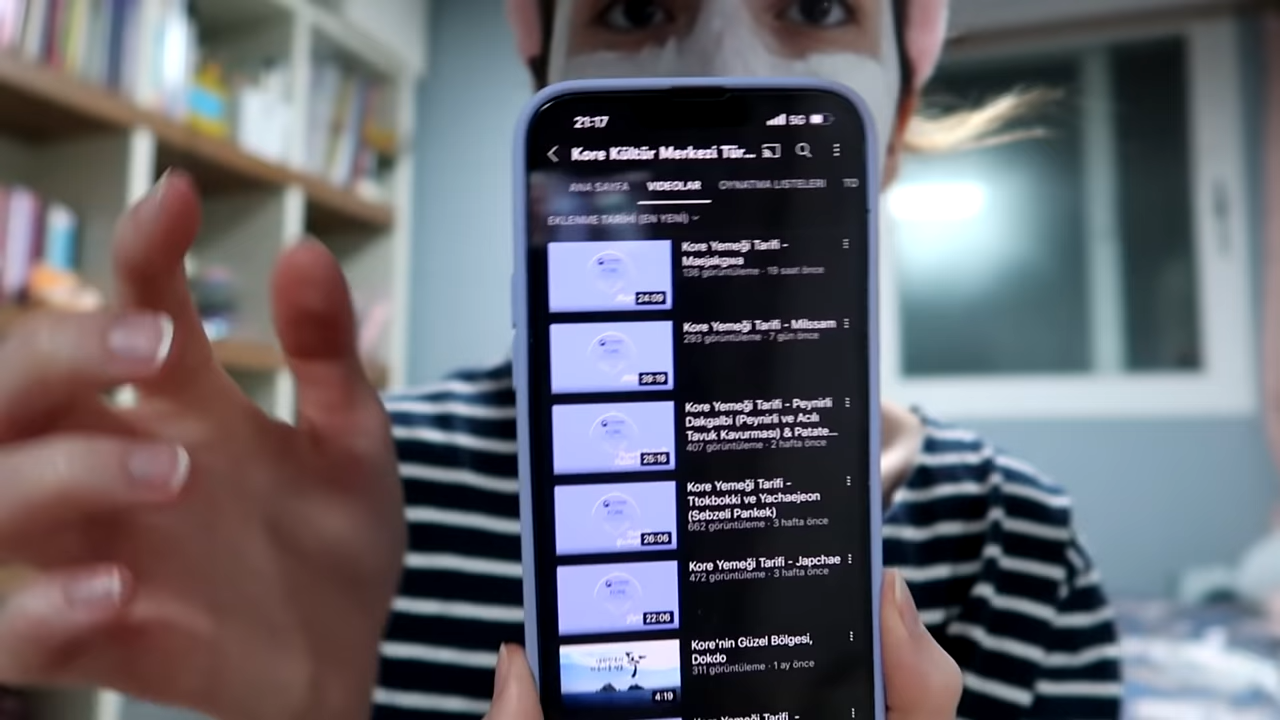 21:17
5G
Kore Kültür Merkezi Tür...
ANA SAYFA VIDEOLAR OYNATMA LİSTELERİ TO
EKLENME TARİHİ (EN YENİ)
Kore Yemeği Tarifi -
Maejakgwa
136 görüntüleme · 19 saat önce
24:09
Kore Yemeği Tarifi - Milssam
293 görüntüleme · 7 gün önce
39:19
Kore Yemeği Tarifi - Peynirli
Dakgalbi (Peynirli ve Acılı
Tavuk Kavurması) & Patate...
407 görüntüleme · 2 hafta önce
25:16
Kore Yemeği Tarifi -
Ttokbokki ve Yachaejeon
(Sebzeli Pankek)
662 görüntüleme · 3 hafta önce
26:06
Kore Yemeği Tarifi - Japchae
472 görüntüleme · 3 hafta önce
22:06
Kore'nin Güzel Bölgesi,
Dokdo
311 görüntüleme · 1 ay önce
4:19
Kore Yemeği Tarifi -